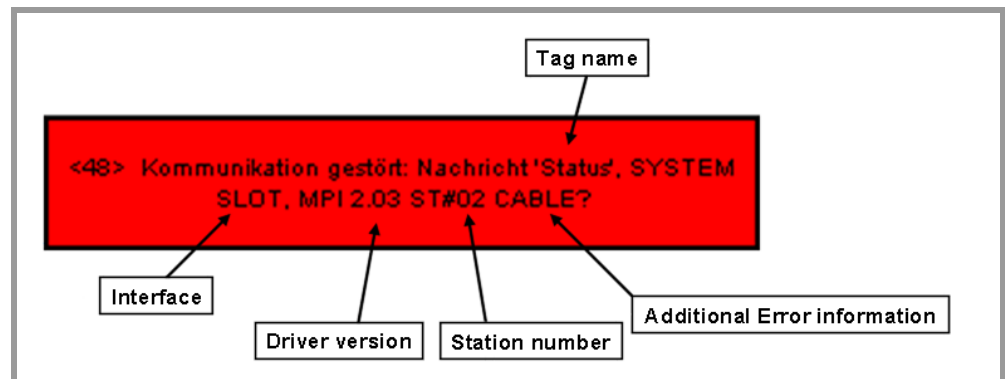 Tag name
<48> Kommunikation gestört: Nachricht 'Status', SYSTEM
SLOT, MPI 2.03 ST#02 CABLE?
Interface
Driver version
Station number
Additional Error information